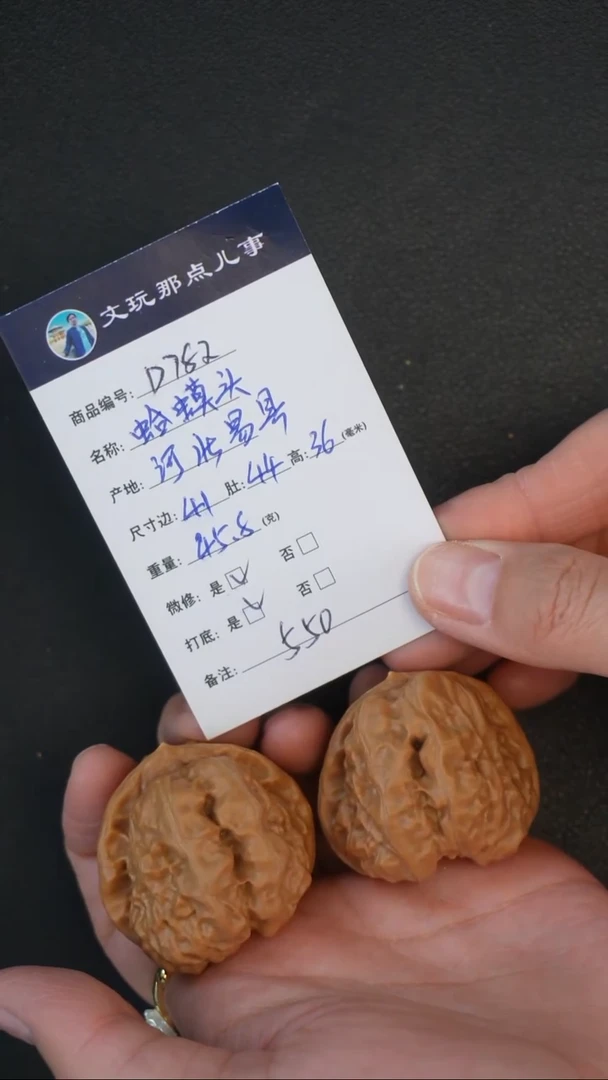 文玩那点儿事
商品编号: D782
名称: 蛤蟆头
产地: 河北易县
尺寸边: 41 肚: 44 高: 36 (毫米)
重量: 45.8 (克)
微修: 是 ☑ 否 ☐
打底: 是 ☑ 否 ☐
备注: 550